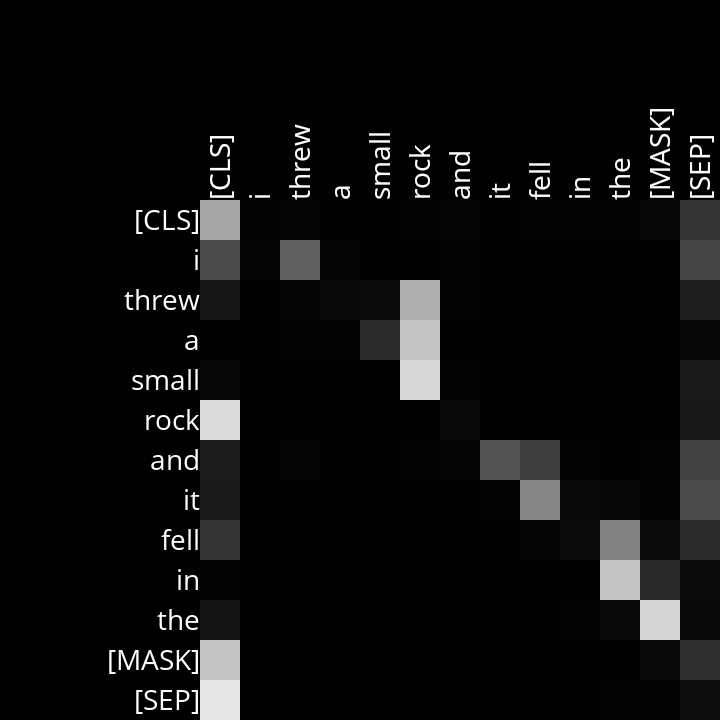 [CLS] i threw a small rock and it fell in the [MASK] [SEP]
[CLS]
i
threw
a
small
rock
and
it
fell
in
the
[MASK]
[SEP]